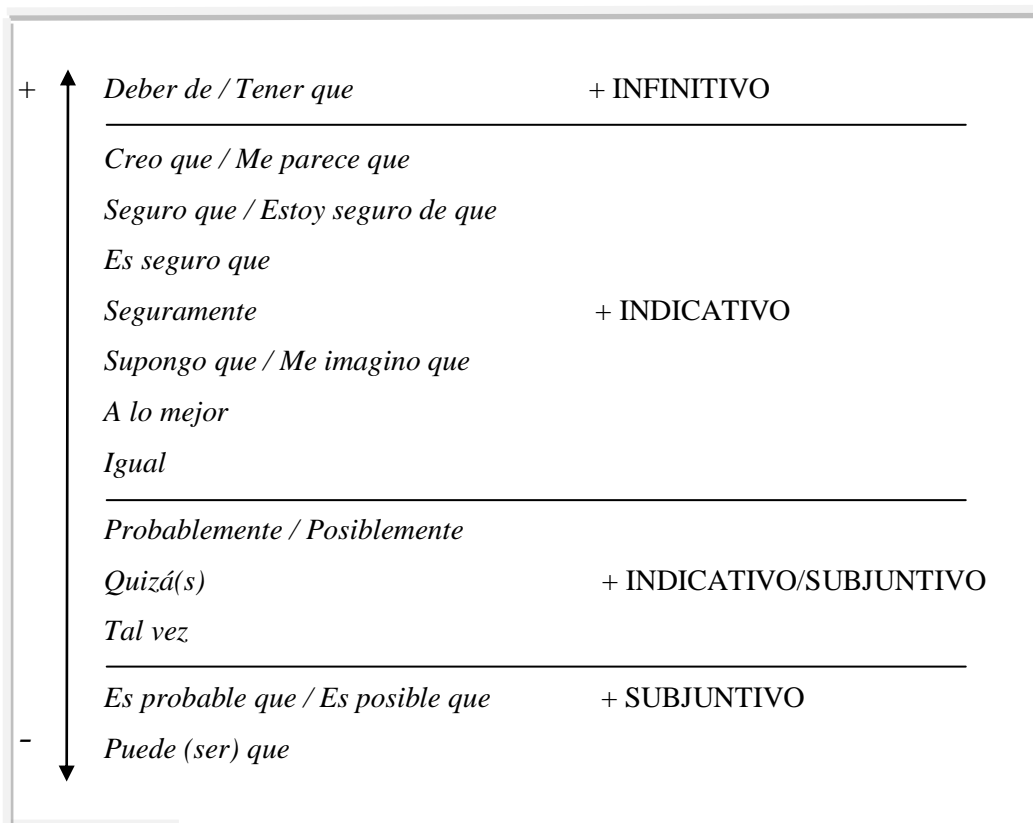 + Deber de / Tener que + INFINITIVO
Creo que / Me parece que
Seguro que / Estoy seguro de que
Es seguro que
Seguramente + INDICATIVO
Supongo que / Me imagino que
A lo mejor
Igual
Probablemente / Posiblemente
Quizá(s) + INDICATIVO/SUBJUNTIVO
Tal vez
Es probable que / Es posible que + SUBJUNTIVO
- Puede (ser) que